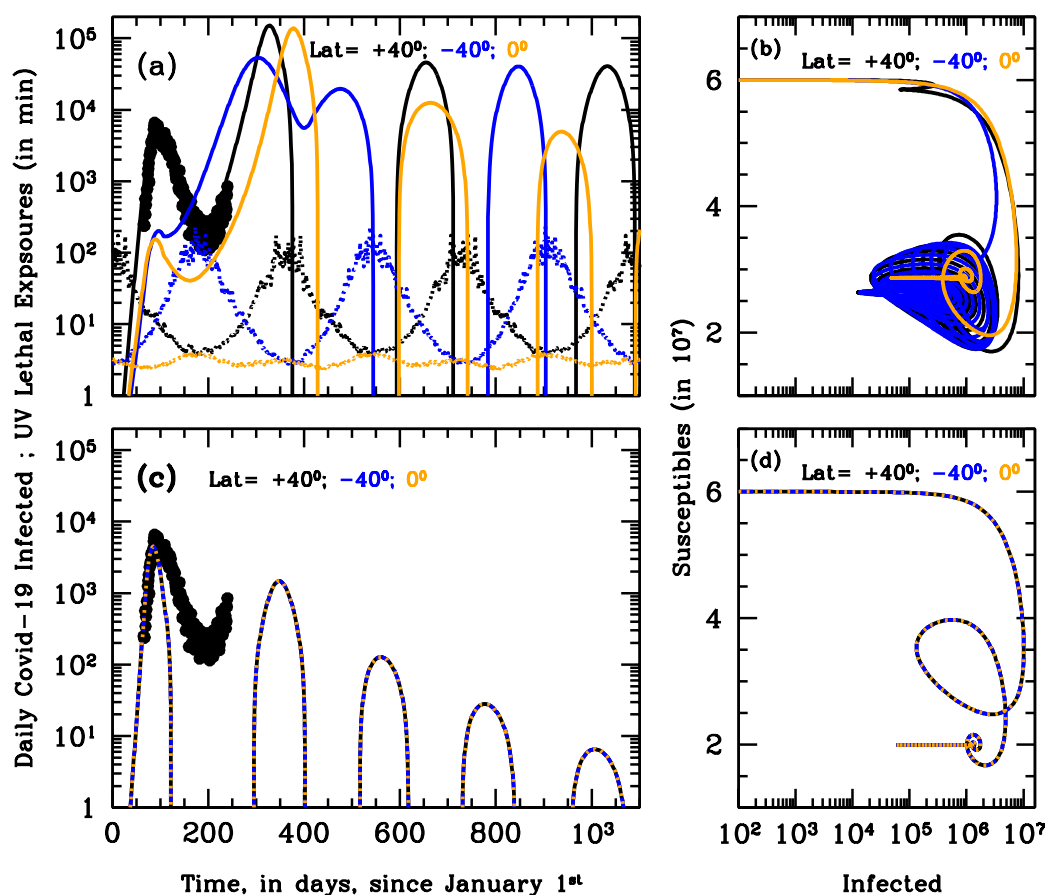 Daily Covid-19 Infected ; UV Lethal Expsoures (in min)
10⁵
10⁴
10³
10²
10¹
1
(a)
Lat= +40⁰; -40⁰; 0⁰
(b)
Lat= +40⁰; -40⁰; 0⁰
6
4
2
Susceptibles (in 10⁷)
10⁵
10⁴
10³
10²
10¹
1
(c)
Lat= +40⁰; -40⁰; 0⁰
0 200 400 600 800 10³
Time, in days, since January 1ˢᵗ
(d)
Lat= +40⁰; -40⁰; 0⁰
6
4
2
10² 10³ 10⁴ 10⁵ 10⁶ 10⁷
Infected